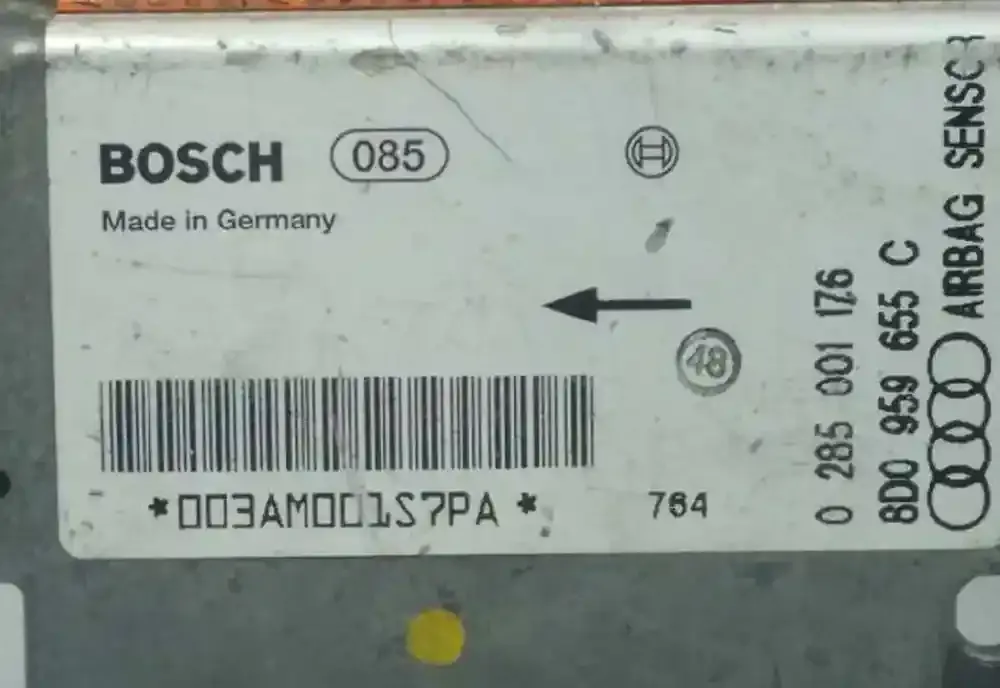 BOSCH 085
Made in Germany
48
*003AM001S7PA *
764
0 285 001 176
8D0 959 655 C
AIRBAG SENSOR